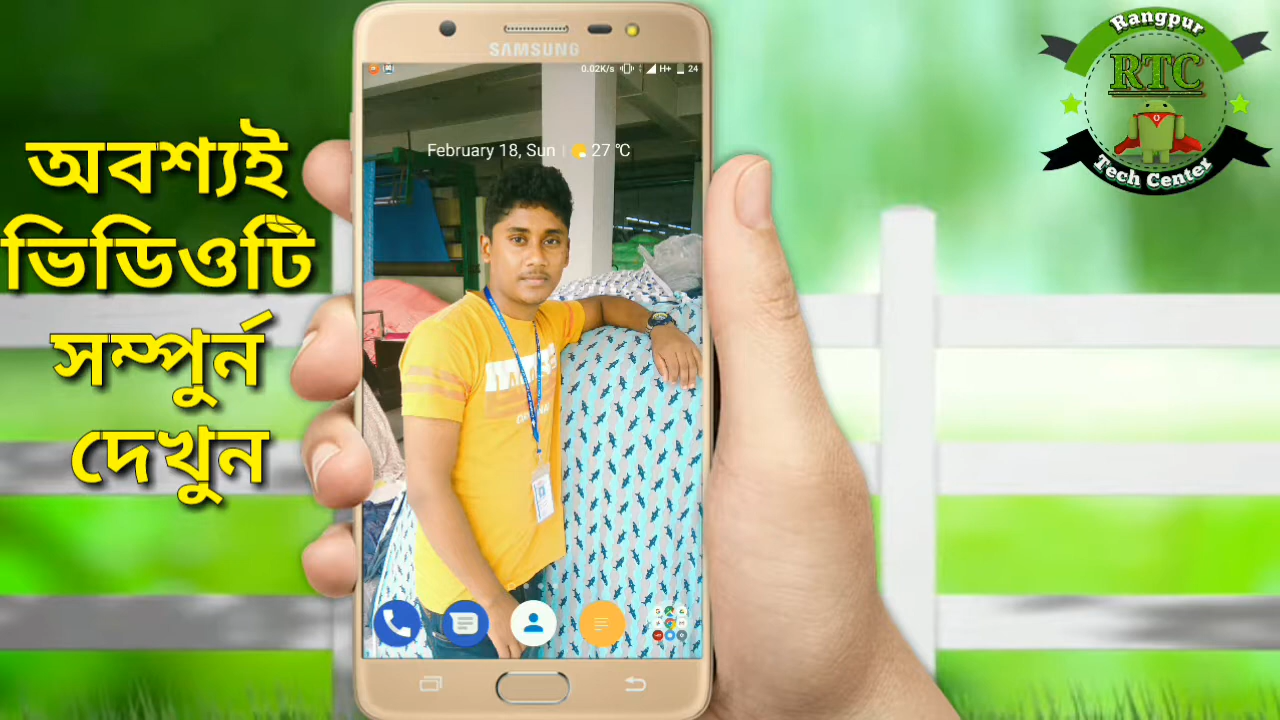 অবশ্যই
ভিডিওটি
সম্পুর্ন
দেখুন
SAMSUNG
0.02K/s H+ 24
February 18, Sun | 27 ℃
Rangpur
RTC
Tech Center